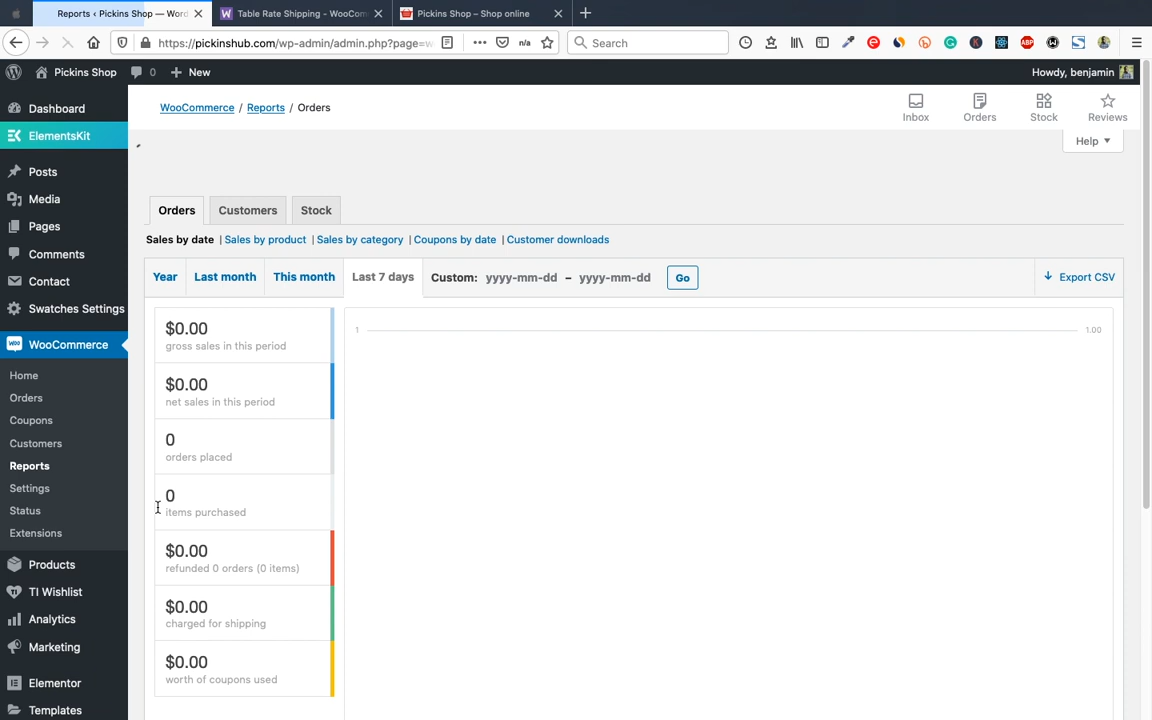 Reports ‹ Pickins Shop — Word
Table Rate Shipping - WooCom
Pickins Shop – Shop online
https://pickinshub.com/wp-admin/admin.php?page=w
n/a
Search
ABP
Pickins Shop
0
New
Howdy, benjamin
Dashboard
ElementsKit
Posts
Media
Pages
Comments
Contact
Swatches Settings
WooCommerce
Home
Orders
Coupons
Customers
Reports
Settings
Status
Extensions
Products
TI Wishlist
Analytics
Marketing
Elementor
Templates
WooCommerce / Reports / Orders
Inbox
Orders
Stock
Reviews
Help
Orders
Customers
Stock
Sales by date | Sales by product | Sales by category | Coupons by date | Customer downloads
Year
Last month
This month
Last 7 days
Custom: yyyy-mm-dd – yyyy-mm-dd
Go
Export CSV
$0.00
gross sales in this period
$0.00
net sales in this period
0
orders placed
0
items purchased
$0.00
refunded 0 orders (0 items)
$0.00
charged for shipping
$0.00
worth of coupons used
1
1.00